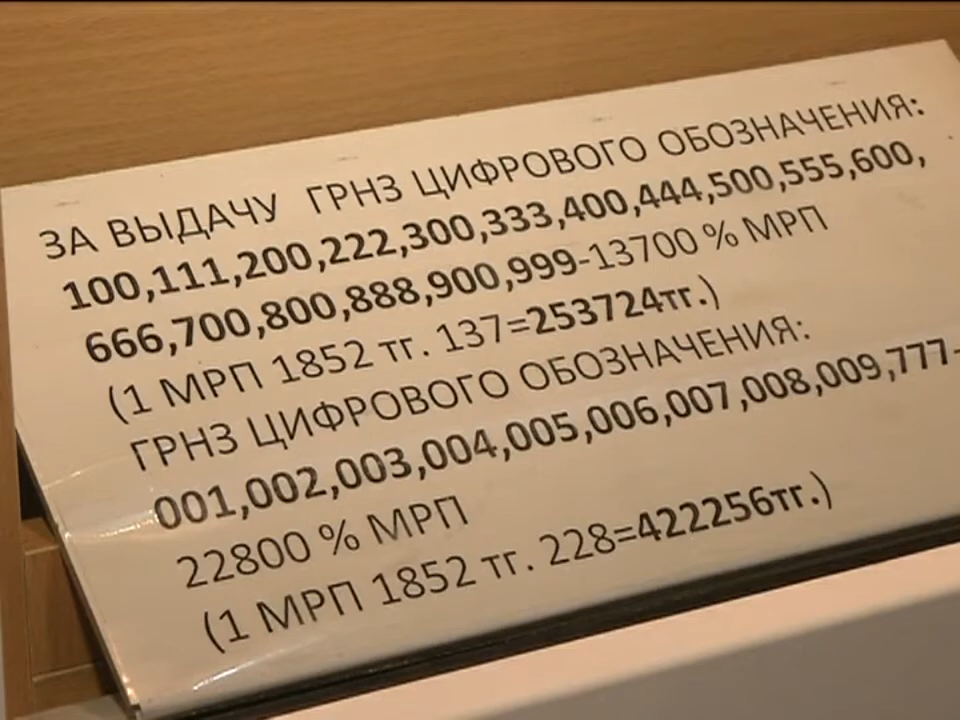 ЗА ВЫДАЧУ ГРНЗ ЦИФРОВОГО ОБОЗНАЧЕНИЯ:
100,111,200,222,300,333,400,444,500,555,600,
666,700,800,888,900,999-13700 % МРП
(1 МРП 1852 тг. 137=253724тг.)
ГРНЗ ЦИФРОВОГО ОБОЗНАЧЕНИЯ:
001,002,003,004,005,006,007,008,009,777-
22800 % МРП
(1 МРП 1852 тг. 228=422256тг.)